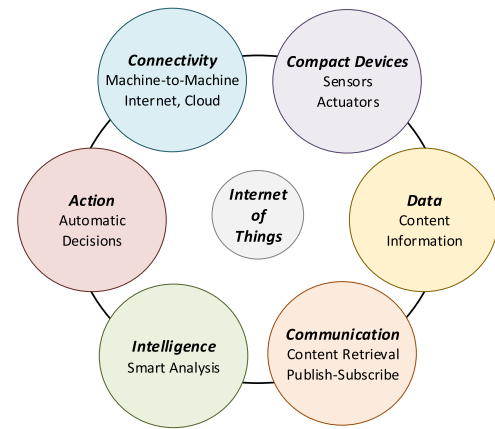 Connectivity
Machine-to-Machine
Internet, Cloud
Compact Devices
Sensors
Actuators
Action
Automatic
Decisions
Internet
of
Things
Data
Content
Information
Intelligence
Smart Analysis
Communication
Content Retrieval
Publish-Subscribe